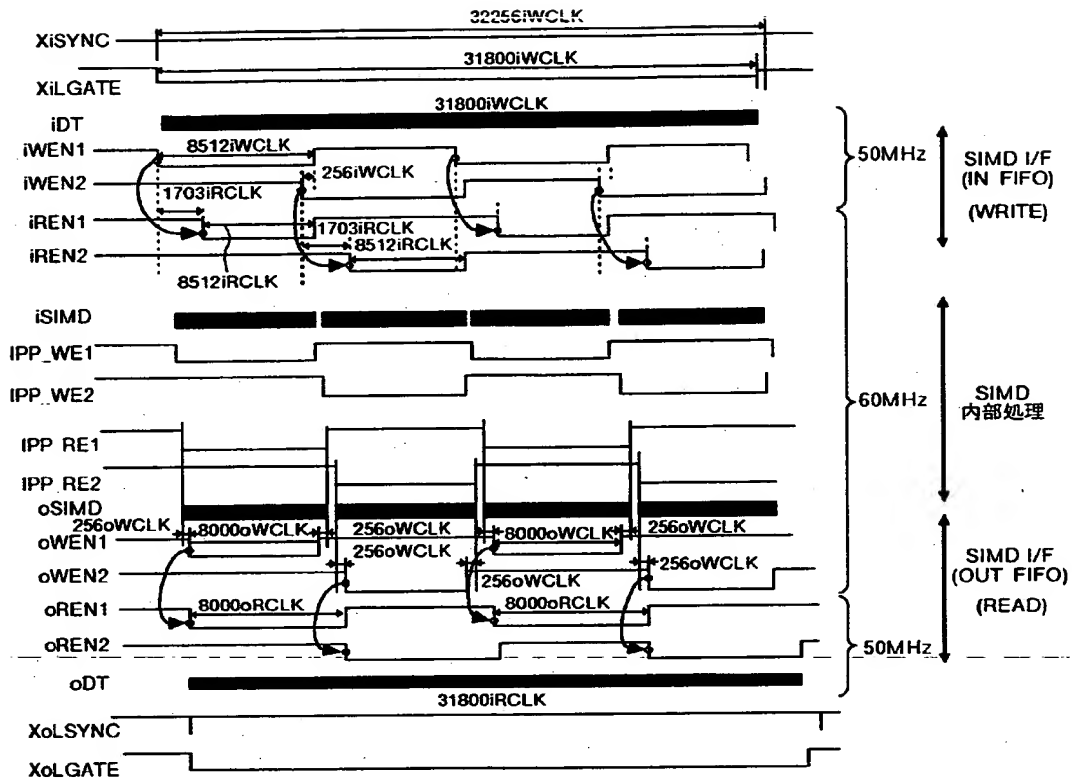 32256iWCLK
XiSYNC
31800iWCLK
XiLGATE
31800iWCLK
iDT
8512iWCLK
iWEN1
50MHz
SIMD I/F
(IN FIFO)
(WRITE)
256iWCLK
iWEN2
1703iRCLK
iREN1
1703iRCLK
8512iRCLK
iREN2
8512iRCLK
iSIMD
IPP_WE1
IPP_WE2
60MHz
SIMD
内部処理
IPP RE1
IPP RE2
oSIMD
256oWCLK 8000oWCLK 256oWCLK 8000oWCLK 256oWCLK
oWEN1
256oWCLK
256oWCLK
oWEN2
256oWCLK
SIMD I/F
(OUT FIFO)
(READ)
oREN1
8000oRCLK 8000oRCLK
oREN2
50MHz
oDT
31800iRCLK
XoLSYNC
XoLGATE